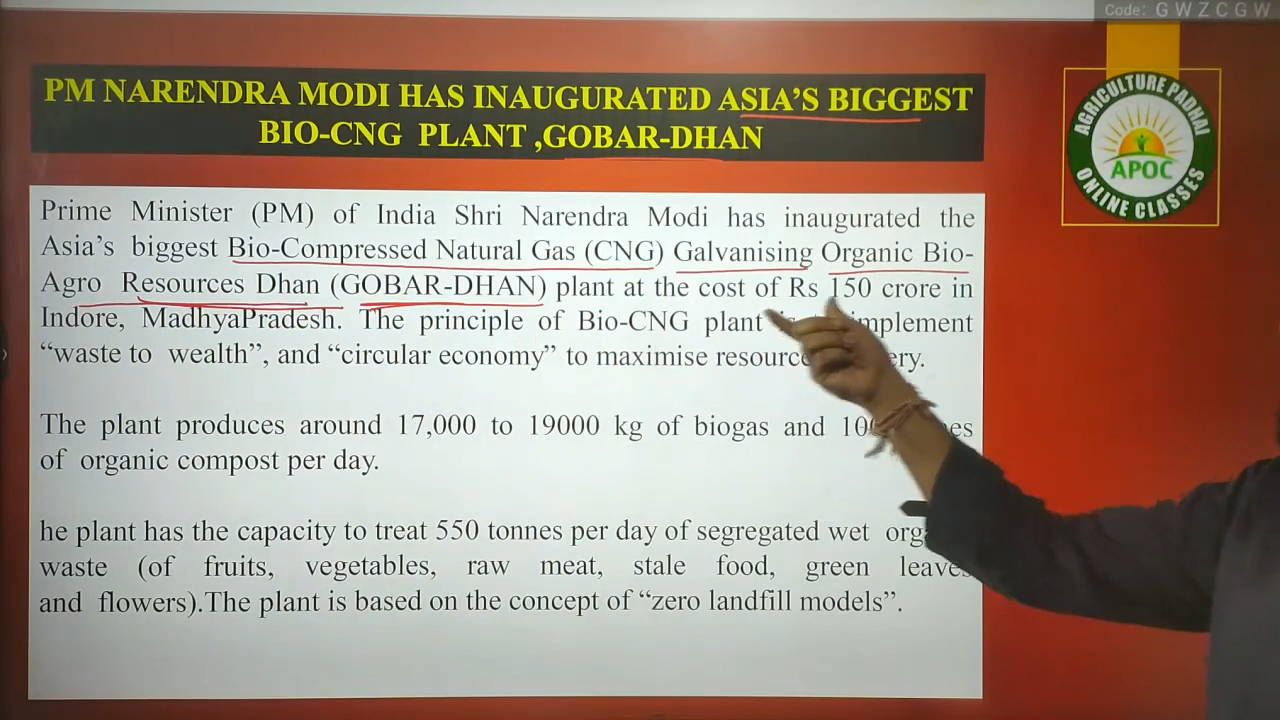 Code: G W Z C G W
PM NARENDRA MODI HAS INAUGURATED ASIA'S BIGGEST
BIO-CNG PLANT ,GOBAR-DHAN
AGRICULTURE PADHAI
APOC
ONLINE CLASSES
Prime Minister (PM) of India Shri Narendra Modi has inaugurated the
Asia's biggest Bio-Compressed Natural Gas (CNG) Galvanising Organic Bio-
Agro Resources Dhan (GOBAR-DHAN) plant at the cost of Rs 150 crore in
Indore, MadhyaPradesh. The principle of Bio-CNG plant implement
“waste to wealth”, and “circular economy” to maximise
The plant produces around 17,000 to 19000 kg of biogas and
of organic compost per day.
he plant has the capacity to treat 550 tonnes per day of segregated wet
waste (of fruits, vegetables, raw meat, stale food, green leaves
and flowers).The plant is based on the concept of “zero landfill models”.